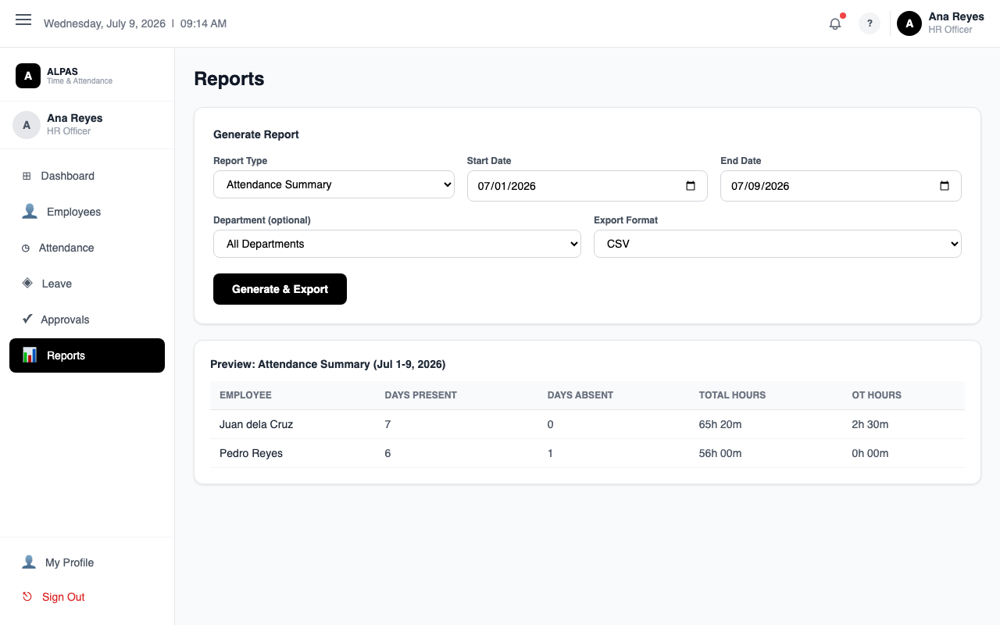 Wednesday, July 9, 2026 | 09:14 AM
?
A
Ana Reyes
HR Officer
A
ALPAS
Time & Attendance
A
Ana Reyes
HR Officer
Dashboard
Employees
Attendance
Leave
Approvals
Reports
My Profile
Sign Out
Reports
Generate Report
Report Type
Start Date
End Date
Attendance Summary
07/01/2026
07/09/2026
Department (optional)
Export Format
All Departments
CSV
Generate & Export
Preview: Attendance Summary (Jul 1-9, 2026)
EMPLOYEE DAYS PRESENT DAYS ABSENT TOTAL HOURS OT HOURS
Juan dela Cruz 7 0 65h 20m 2h 30m
Pedro Reyes 6 1 56h 00m 0h 00m